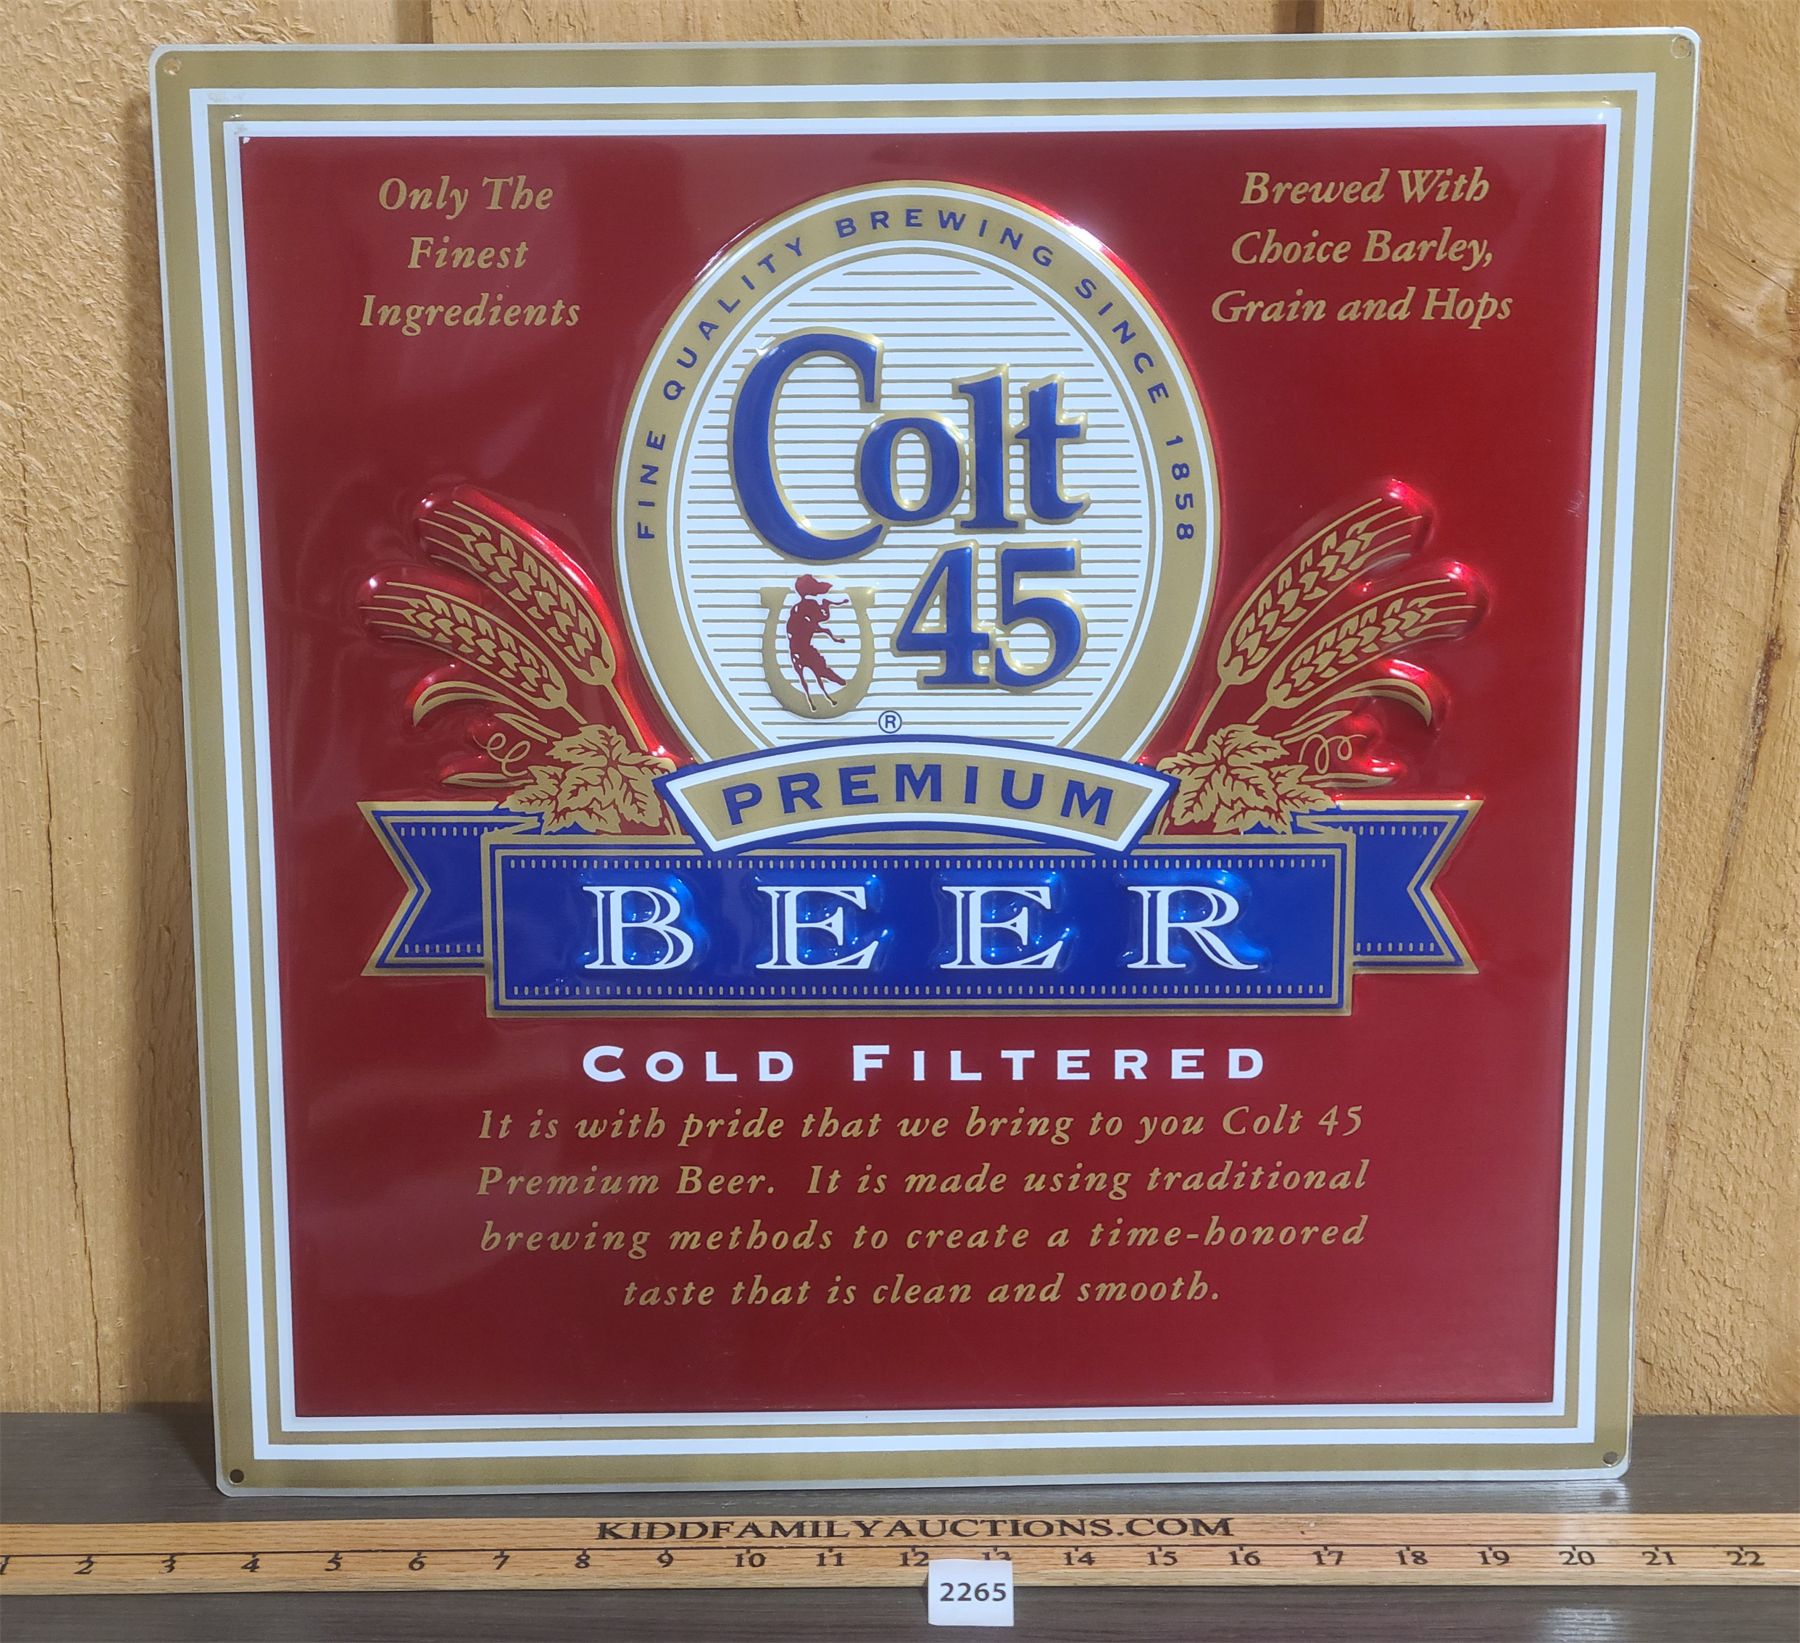 Only The
Finest
Ingredients
Brewed With
Choice Barley,
Grain and Hops
FINE QUALITY BREWING SINCE 1858
Colt
45
®
PREMIUM
BEER
COLD FILTERED
It is with pride that we bring to you Colt 45
Premium Beer. It is made using traditional
brewing methods to create a time-honored
taste that is clean and smooth.
KIDDFAMILYAUCTIONS.COM
1 2 3 4 5 6 7 8 9 10 11 12 13 14 15 16 17 18 19 20 21 22
2265